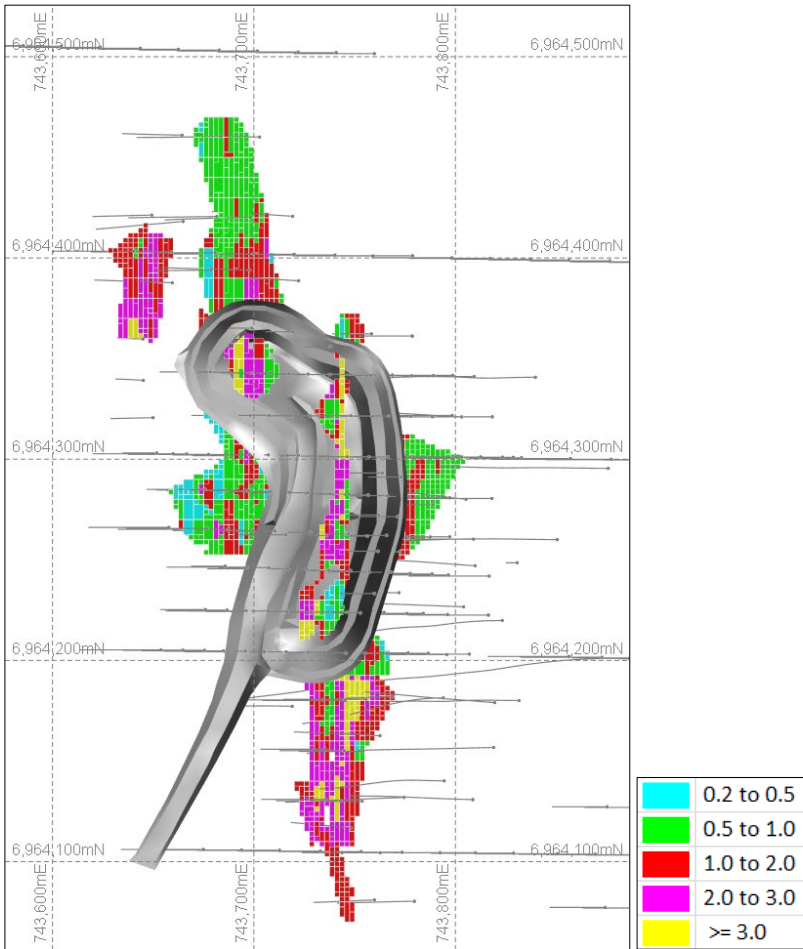 743,600mE
743,700mE
743,800mE
6,964,500mN
6,964,500mN
6,964,400mN
6,964,400mN
6,964,300mN
6,964,300mN
6,964,200mN
6,964,200mN
6,964,100mN
6,964,100mN
743,600mE
743,700mE
743,800mE
0.2 to 0.5
0.5 to 1.0
1.0 to 2.0
2.0 to 3.0
>= 3.0